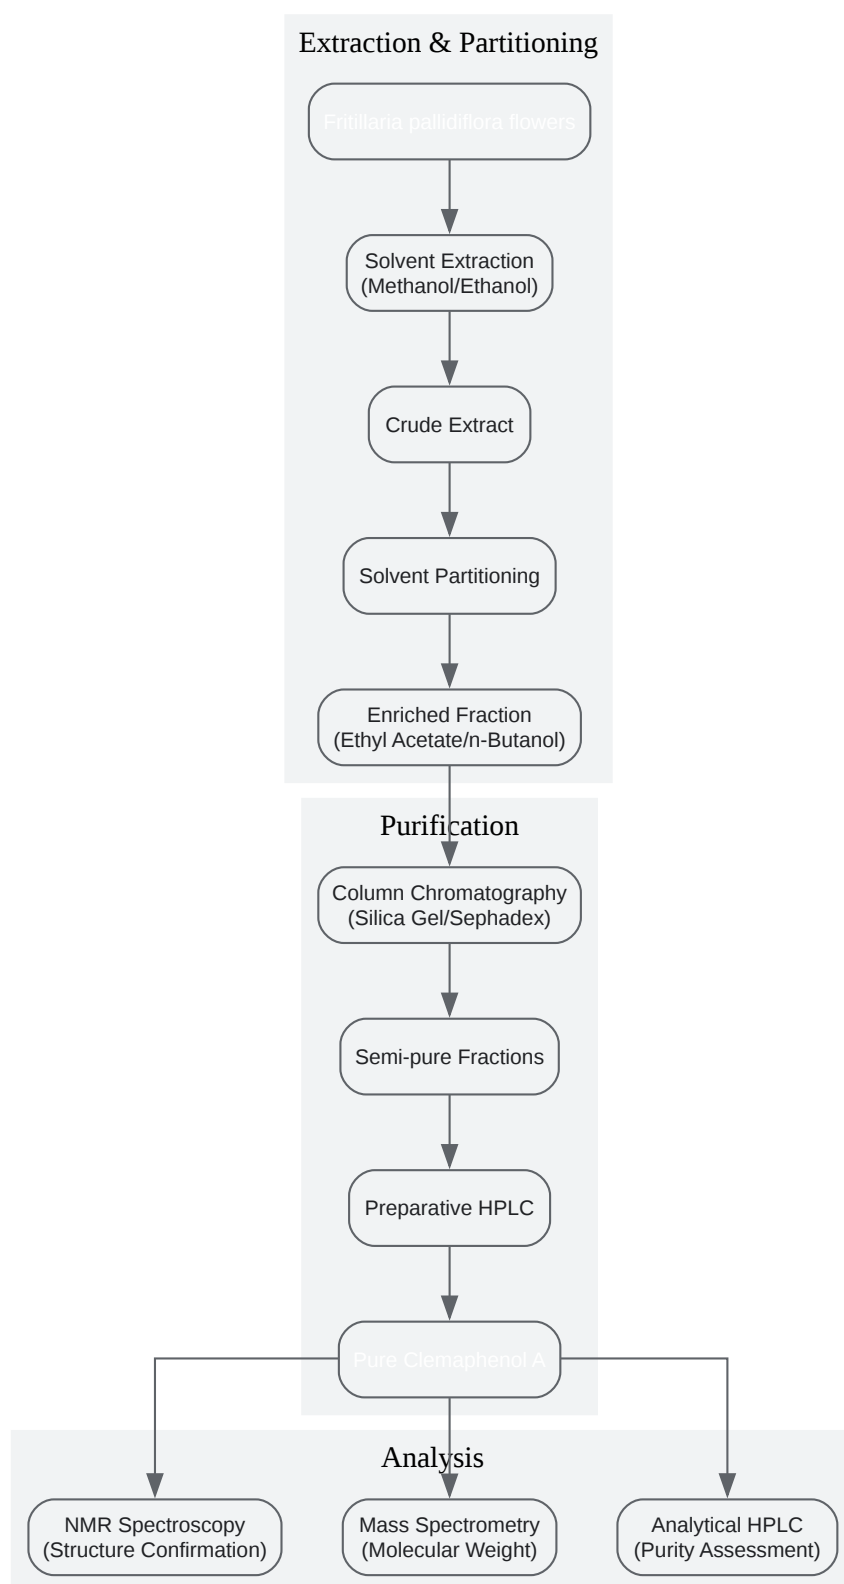 Extraction & Partitioning
Fritillaria pallidiflora flowers
Solvent Extraction
(Methanol/Ethanol)
Crude Extract
Solvent Partitioning
Enriched Fraction
(Ethyl Acetate/n-Butanol)
Purification
Column Chromatography
(Silica Gel/Sephadex)
Semi-pure Fractions
Preparative HPLC
Pure Clemaphenol A
Analysis
NMR Spectroscopy
(Structure Confirmation)
Mass Spectrometry
(Molecular Weight)
Analytical HPLC
(Purity Assessment)